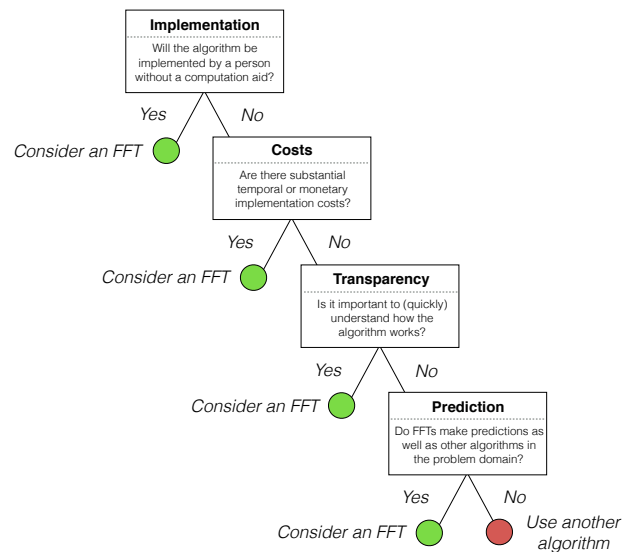 Implementation
Will the algorithm be
implemented by a person
without a computation aid?
Yes
No
Consider an FFT
Costs
Are there substantial
temporal or monetary
implementation costs?
Yes
No
Consider an FFT
Transparency
Is it important to (quickly)
understand how the
algorithm works?
Yes
No
Consider an FFT
Prediction
Do FFTs make predictions as
well as other algorithms in
the problem domain?
Yes
No
Consider an FFT
Use another
algorithm